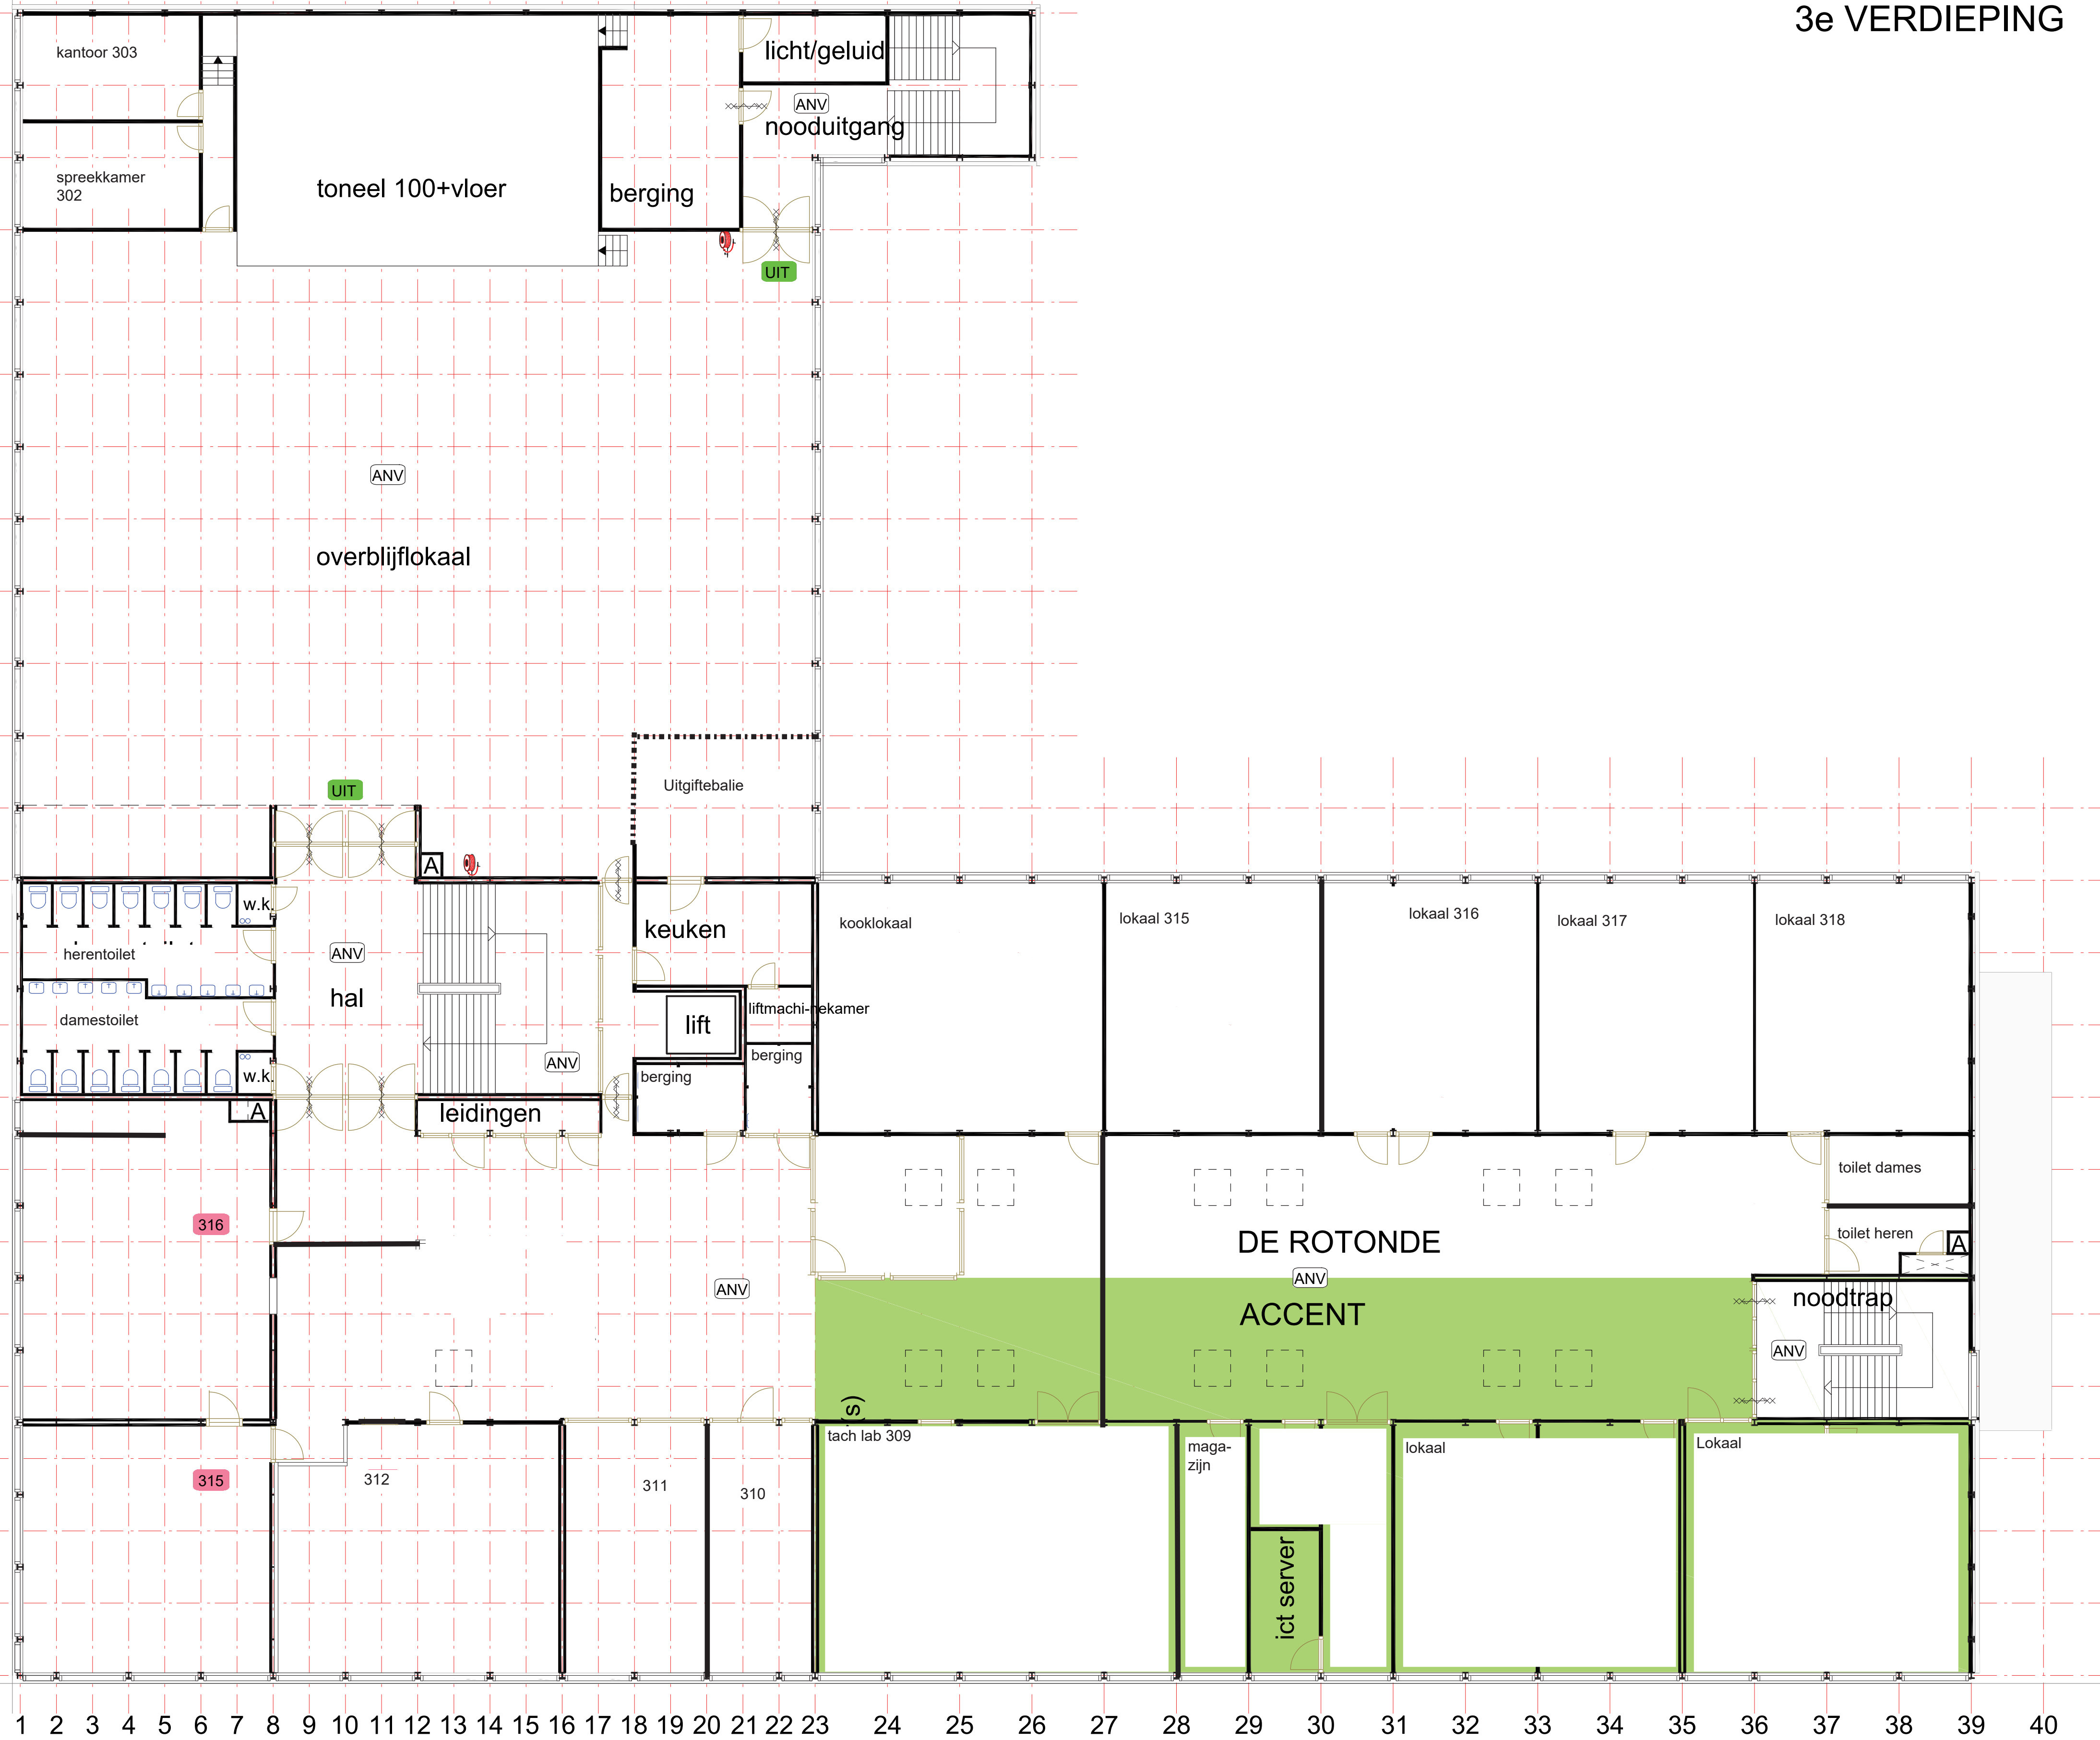 3e VERDIEPING
kantoor 303
licht/geluid
ANV
nooduitgang
spreekkamer
302
toneel 100+vloer
berging
UIT
ANV
overblijflokaal
Uitgiftebalie
UIT
A
w.k.
herentoilet
ANV
hal
damestoilet
w.k.
A
ANV
leidingen
keuken
lift
liftmachi-nekamer
berging
berging
kooklokaal
lokaal 315
lokaal 316
lokaal 317
lokaal 318
toilet dames
toilet heren
A
316
DE ROTONDE
ANV
ANV
ACCENT
noodtrap
ANV
(s)
315
312
311
310
tach lab 309
maga-
zijn
ict server
lokaal
Lokaal
1 2 3 4 5 6 7 8 9 10 11 12 13 14 15 16 17 18 19 20 21 22 23 24 25 26 27 28 29 30 31 32 33 34 35 36 37 38 39 40